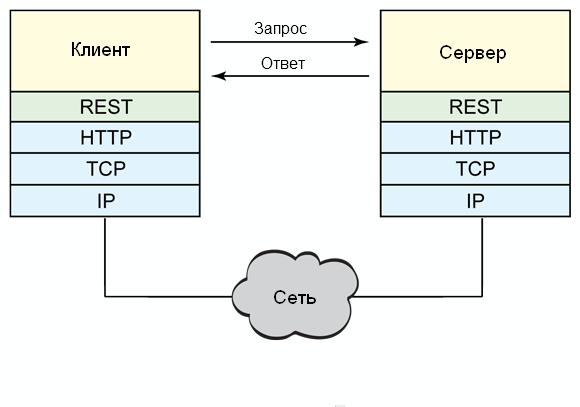 Клиент
Запрос
Ответ
Сервер
REST
HTTP
TCP
IP
REST
HTTP
TCP
IP
Сеть